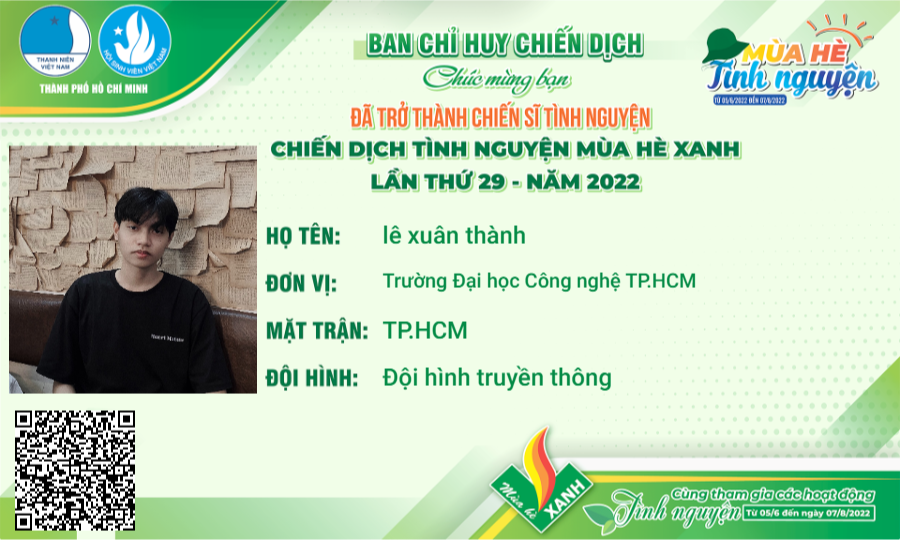 THANH NIÊN
VIỆT NAM
HỘI SINH VIÊN VIỆT NAM
THÀNH PHỐ HỒ CHÍ MINH
BAN CHỈ HUY CHIẾN DỊCH
Chúc mừng bạn
ĐÃ TRỞ THÀNH CHIẾN SĨ TÌNH NGUYỆN
CHIẾN DỊCH TÌNH NGUYỆN MÙA HÈ XANH
LẦN THỨ 29 - NĂM 2022
MÙA HÈ
Tình nguyện
TỪ 05/6/2022 ĐẾN 07/8/2022
HỌ TÊN: lê xuân thành
ĐƠN VỊ: Trường Đại học Công nghệ TP.HCM
MẶT TRẬN: TP.HCM
ĐỘI HÌNH: Đội hình truyền thông
Mùa hè
XANH
Cùng tham gia các hoạt động
Tình nguyện
Từ 05/6 đến ngày 07/8/2022